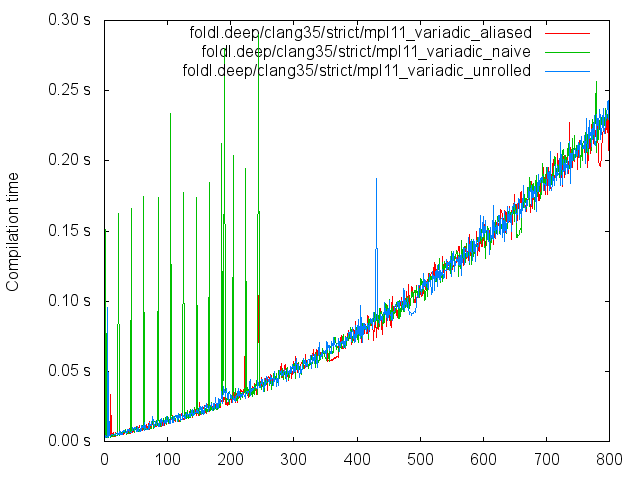 0.30 s
foldl.deep/clang35/strict/mpl11_variadic_aliased
foldl.deep/clang35/strict/mpl11_variadic_naive
foldl.deep/clang35/strict/mpl11_variadic_unrolled
0.25 s
0.20 s
0.15 s
0.10 s
0.05 s
0.00 s
Compilation time
0 100 200 300 400 500 600 700 800